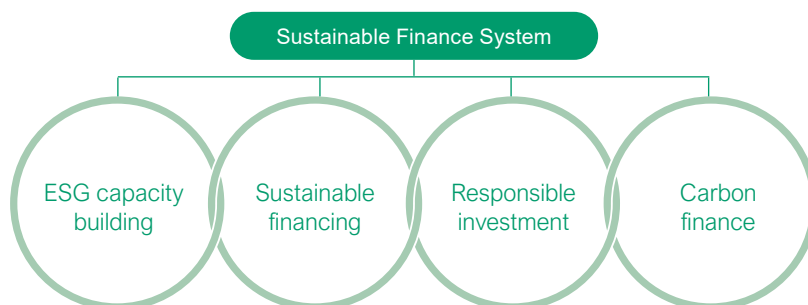 Sustainable Finance System
ESG capacity
building
Sustainable
financing
Responsible
investment
Carbon
finance